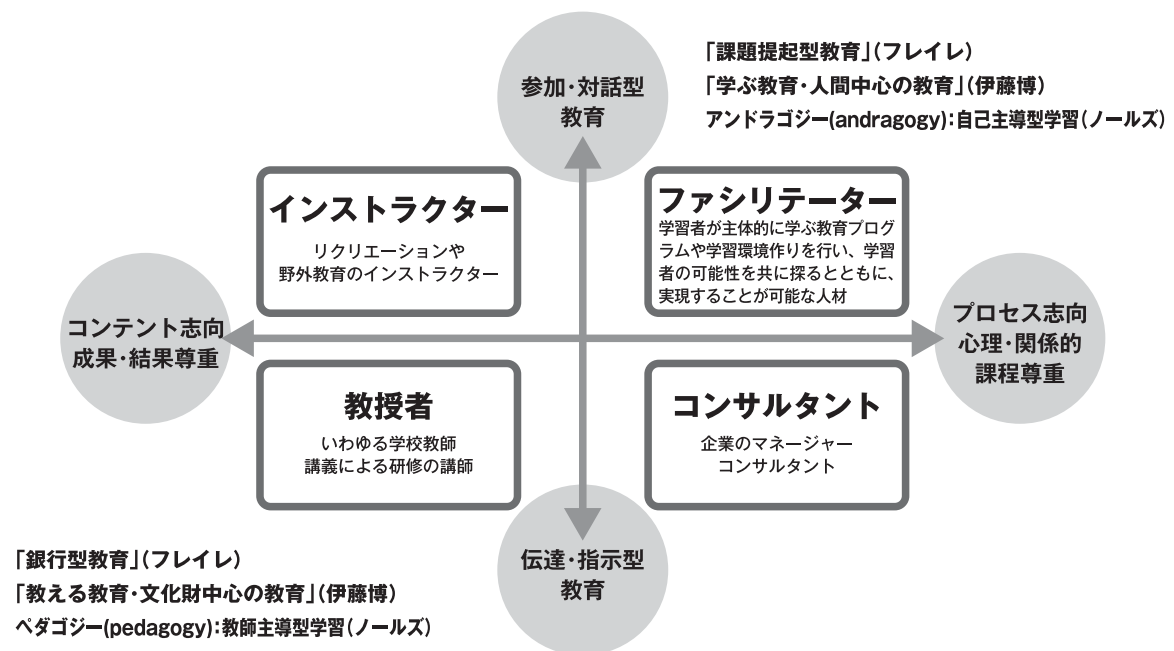 参加・対話型
教育
「課題提起型教育」(フレイレ)
「学ぶ教育・人間中心の教育」(伊藤博)
アンドラゴジー(andragogy):自己主導型学習(ノールズ)
インストラクター
リクリエーションや
野外教育のインストラクター
ファシリテーター
学習者が主体的に学ぶ教育プログ
ラムや学習環境作りを行い、学習
者の可能性を共に探るとともに、
実現することが可能な人材
コンテント志向
成果・結果尊重
プロセス志向
心理・関係的
課程尊重
教授者
いわゆる学校教師
講義による研修の講師
コンサルタント
企業のマネージャー
コンサルタント
伝達・指示型
教育
「銀行型教育」(フレイレ)
「教える教育・文化財中心の教育」(伊藤博)
ペダゴジー(pedagogy):教師主導型学習(ノールズ)